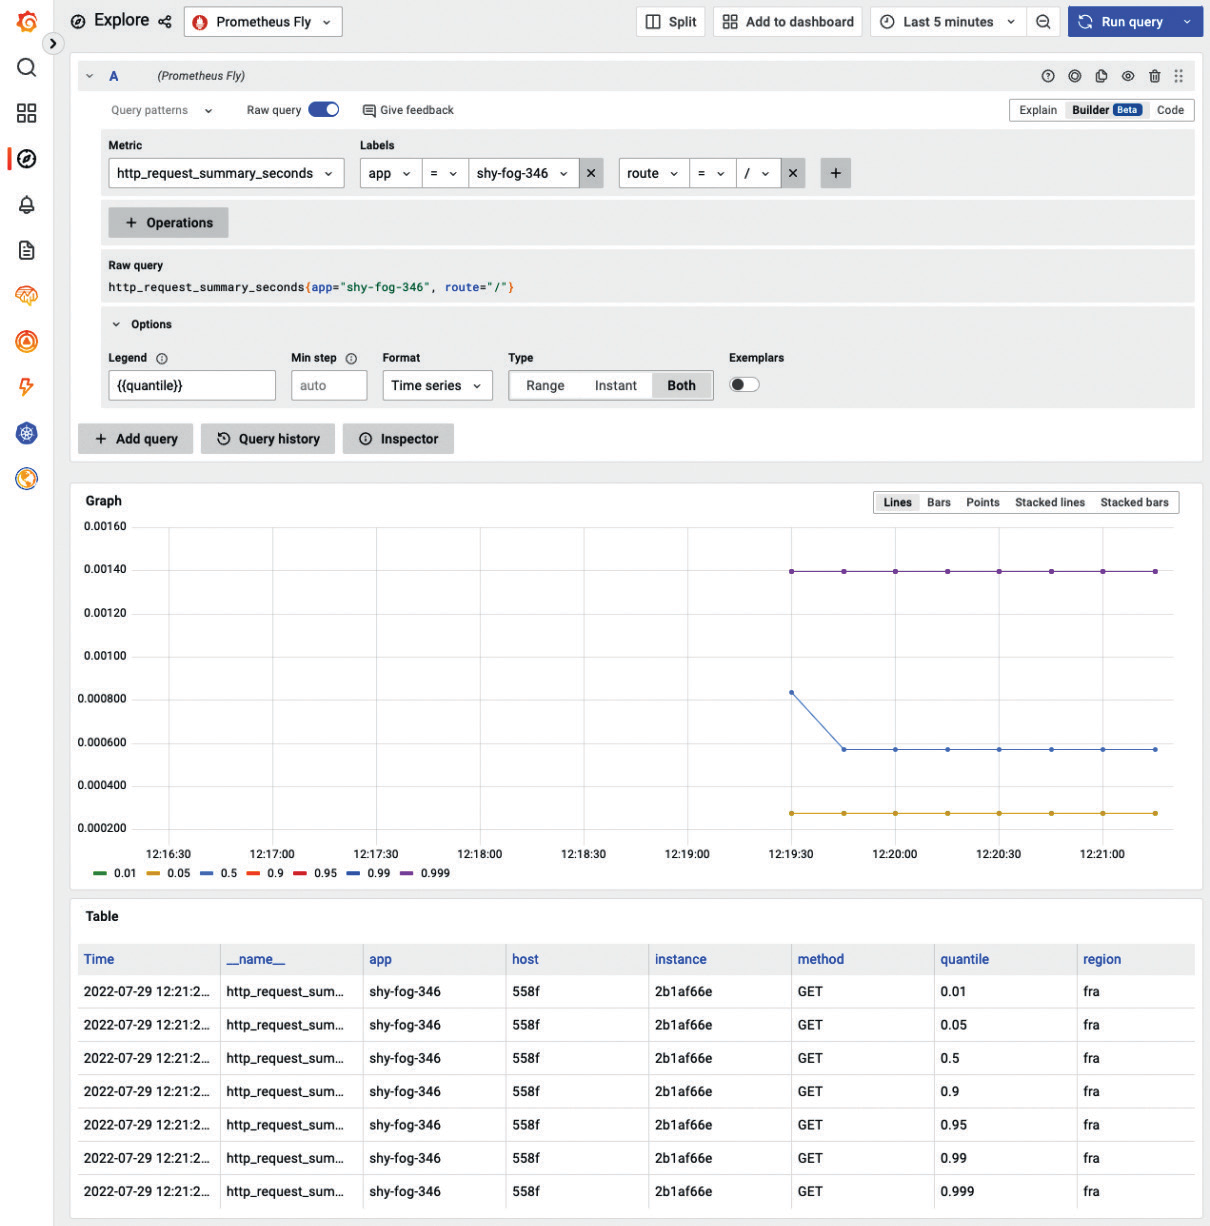 Explore Prometheus Fly Split Add to dashboard Last 5 minutes Run query
A (Prometheus Fly)
Query patterns Raw query Give feedback Explain Builder Beta Code
Metric Labels
http_request_summary_seconds app = shy-fog-346 route = /
Operations
Raw query
http_request_summary_seconds{app="shy-fog-346", route="/"}
Options
Legend Min step Format Type Exemplars
{{quantile}} auto Time series Range Instant Both
Add query Query history Inspector
Graph Lines Bars Points Stacked lines Stacked bars
0.00160
0.00140
0.00120
0.00100
0.000800
0.000600
0.000400
0.000200
12:16:30 12:17:00 12:17:30 12:18:00 12:18:30 12:19:00 12:19:30 12:20:00 12:20:30 12:21:00
0.01 0.05 0.5 0.9 0.95 0.99 0.999
Table
Time __name__ app host instance method quantile region
2022-07-29 12:21:2... http_request_sum... shy-fog-346 558f 2b1af66e GET 0.01 fra
2022-07-29 12:21:2... http_request_sum... shy-fog-346 558f 2b1af66e GET 0.05 fra
2022-07-29 12:21:2... http_request_sum... shy-fog-346 558f 2b1af66e GET 0.5 fra
2022-07-29 12:21:2... http_request_sum... shy-fog-346 558f 2b1af66e GET 0.9 fra
2022-07-29 12:21:2... http_request_sum... shy-fog-346 558f 2b1af66e GET 0.95 fra
2022-07-29 12:21:2... http_request_sum... shy-fog-346 558f 2b1af66e GET 0.99 fra
2022-07-29 12:21:2... http_request_sum... shy-fog-346 558f 2b1af66e GET 0.999 fra